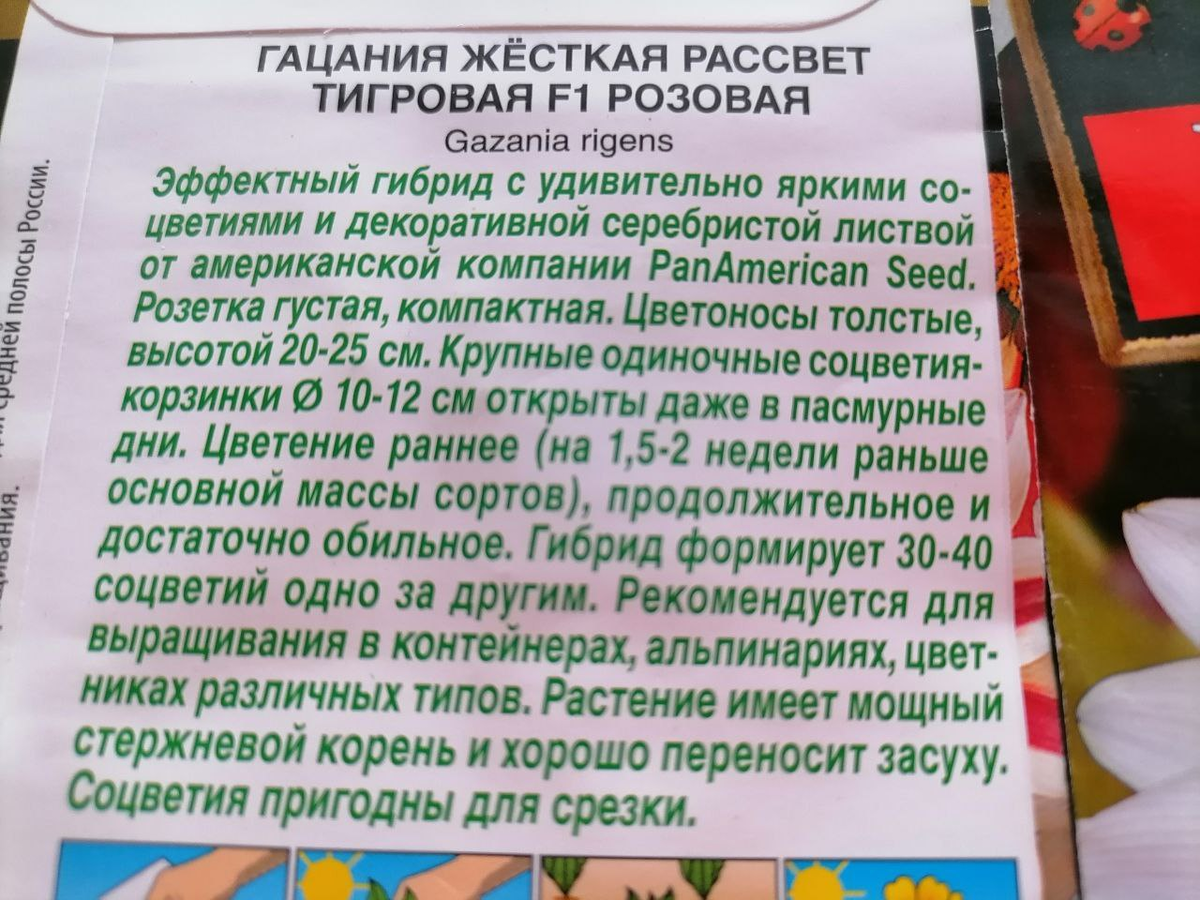 ГАЦАНИЯ ЖЁСТКАЯ РАССВЕТ
ТИГРОВАЯ F1 РОЗОВАЯ
Gazania rigens
Эффектный гибрид с удивительно яркими со-
цветиями и декоративной серебристой листвой
от американской компании PanAmerican Seed.
Розетка густая, компактная. Цветоносы толстые,
высотой 20-25 см. Крупные одиночные соцветия-
корзинки Ø 10-12 см открыты даже в пасмурные
дни. Цветение раннее (на 1,5-2 недели раньше
основной массы сортов), продолжительное и
достаточно обильное. Гибрид формирует 30-40
соцветий одно за другим. Рекомендуется для
выращивания в контейнерах, альпинариях, цвет-
никах различных типов. Растение имеет мощный
стержневой корень и хорошо переносит засуху.
Соцветия пригодны для срезки.
средней полосы России.